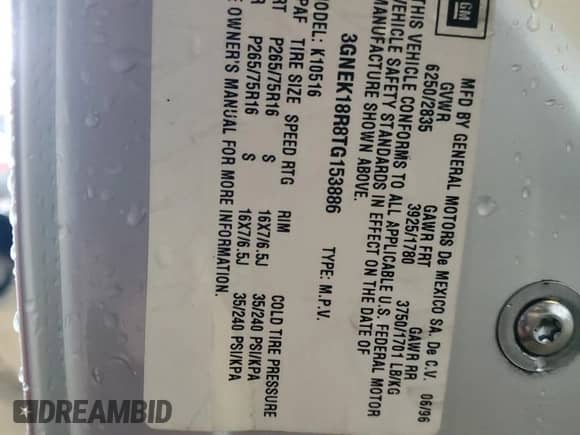 GM
MFD BY GENERAL MOTORS De MEXICO SA. De C.V. 06/96
GVWR GAWR FRT GAWR RR
6250/2835 3925/1780 3750/1701 LB/KG
THIS VEHICLE CONFORMS TO ALL APPLICABLE U.S. FEDERAL MOTOR
VEHICLE SAFETY STANDARDS IN EFFECT ON THE DATE OF
MANUFACTURE SHOWN ABOVE.
3GNEK18R8TG153886 TYPE: M.P.V.
MODEL: K10516
TIRE SIZE SPEED RTG RIM COLD TIRE PRESSURE
P265/75R16 S 16X7/6.5J 35/240 PSI/KPA
P265/75R16 S 16X7/6.5J 35/240 PSI/KPA
OWNER'S MANUAL FOR MORE INFORMATION.
DREAMBID